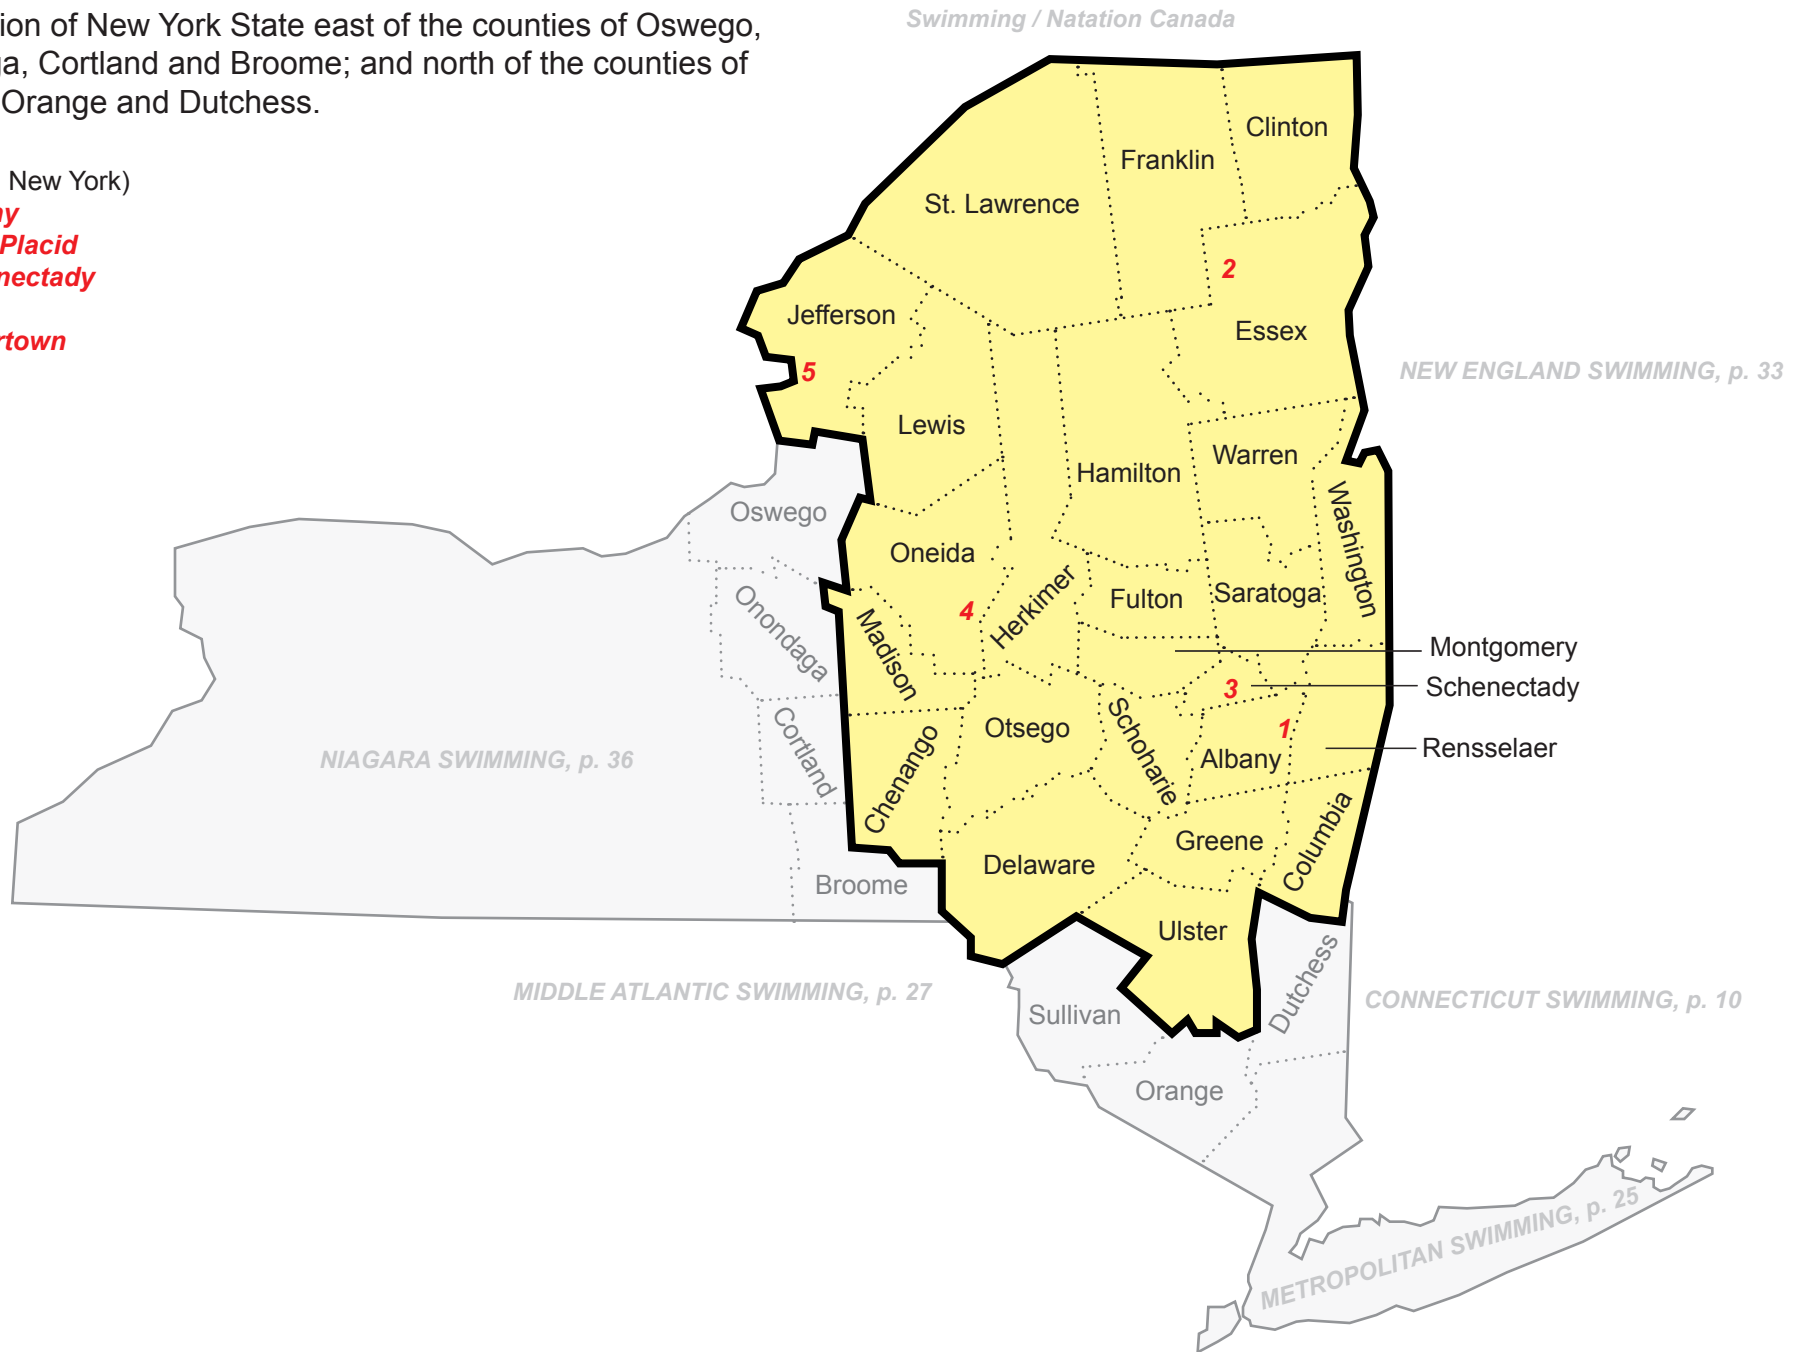 Swimming / Natation Canada
ion of New York State east of the counties of Oswego,
a, Cortland and Broome; and north of the counties of
Orange and Dutchess.
New York)
y
Placid
nectady
rtown
Clinton
Franklin
St. Lawrence
2
Jefferson
Essex
5
NEW ENGLAND SWIMMING, p. 33
Lewis
Warren
Hamilton
Washington
Oswego
Oneida
Herkimer
Fulton
Saratoga
Onondaga
4
Madison
Montgomery
3
Schenectady
Otsego
Schoharie
1
Albany
Rensselaer
Cortland
NIAGARA SWIMMING, p. 36
Chenango
Columbia
Greene
Delaware
Broome
Ulster
Dutchess
MIDDLE ATLANTIC SWIMMING, p. 27
CONNECTICUT SWIMMING, p. 10
Sullivan
Orange
METROPOLITAN SWIMMING, p. 25